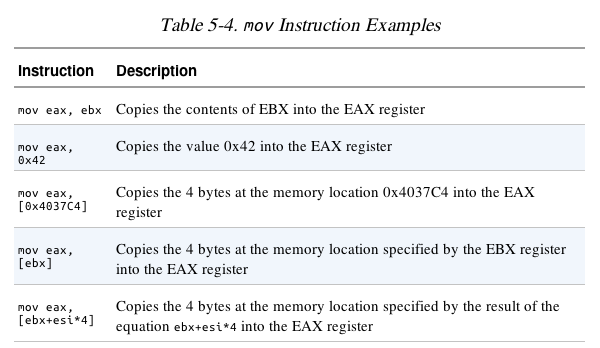 Table 5-4. mov Instruction Examples
Instruction Description
mov eax, ebx Copies the contents of EBX into the EAX register
mov eax, Copies the value 0x42 into the EAX register
0x42
mov eax, Copies the 4 bytes at the memory location 0x4037C4 into the EAX
[0x4037C4] register
mov eax, Copies the 4 bytes at the memory location specified by the EBX register
[ebx] into the EAX register
mov eax, Copies the 4 bytes at the memory location specified by the result of the
[ebx+esi*4] equation ebx+esi*4 into the EAX register